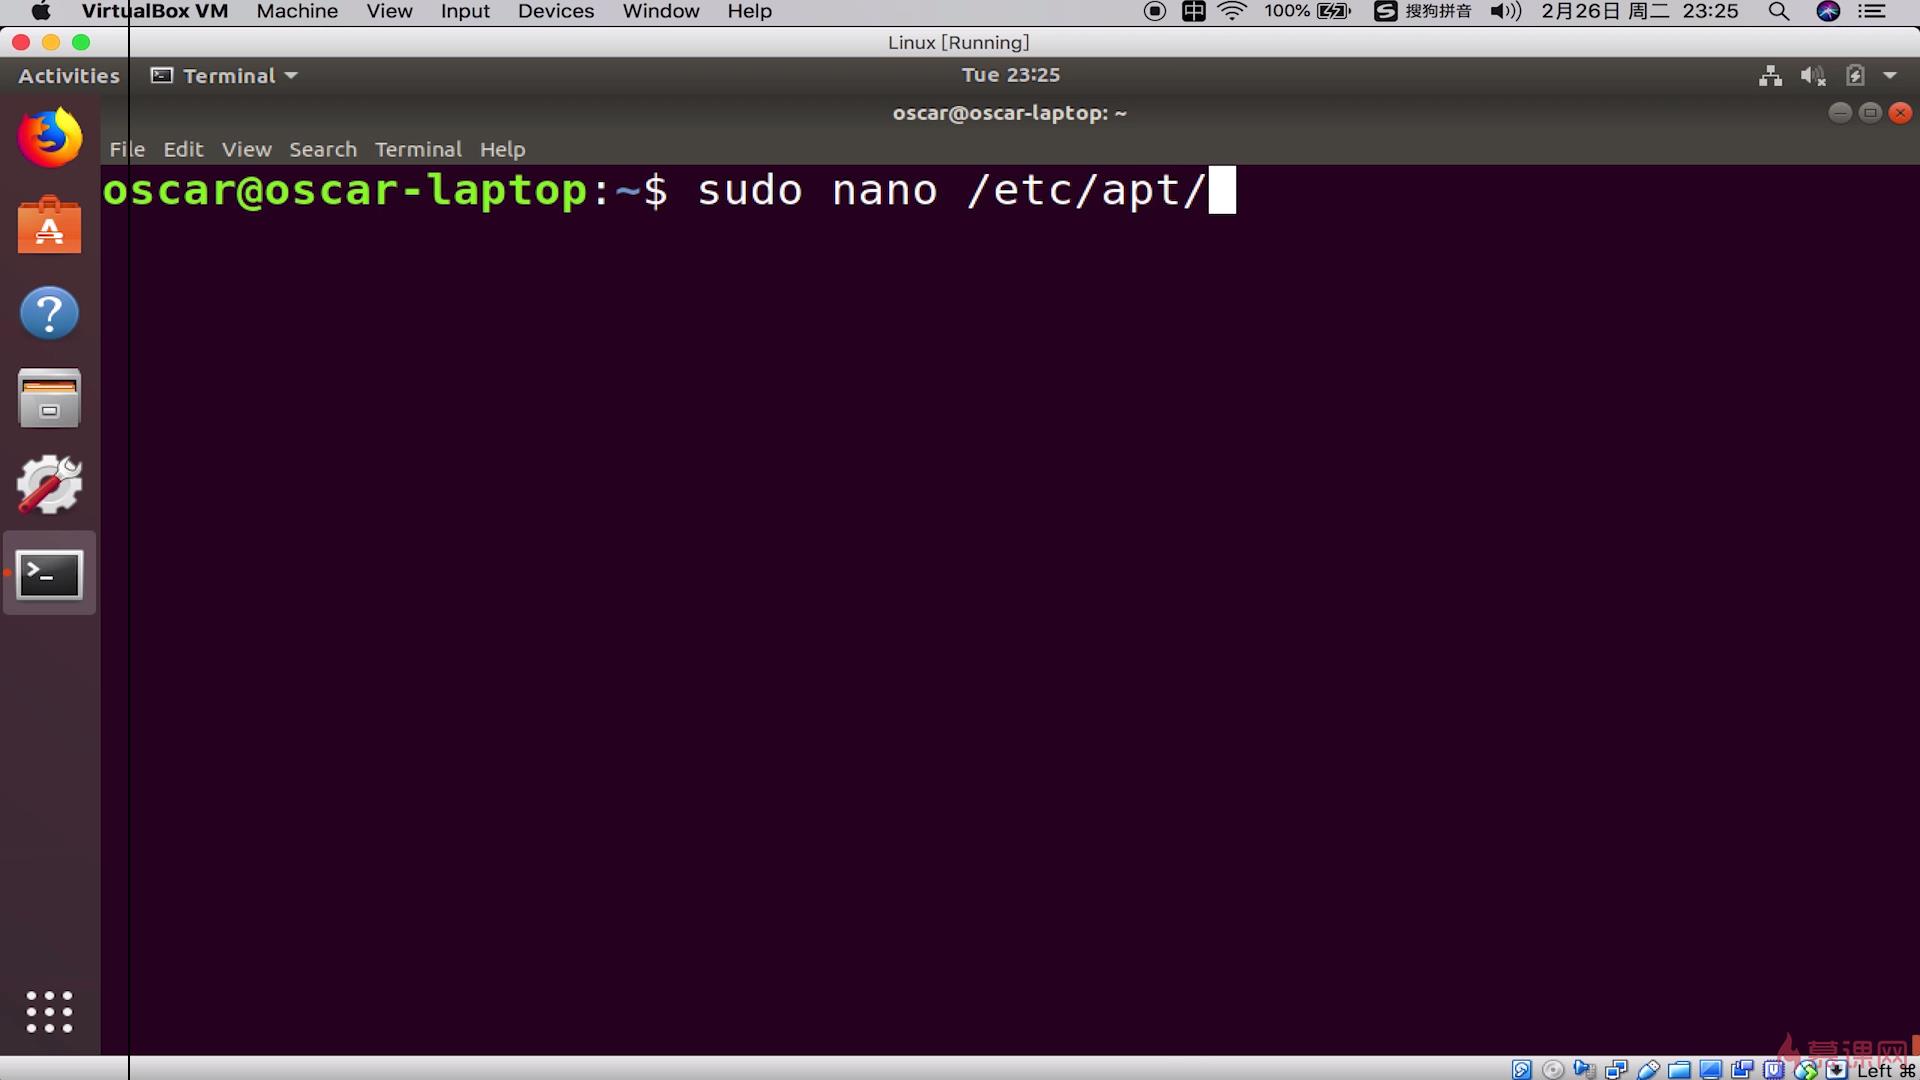 VirtualBox VM Machine View Input Devices Window Help 中 100% S 搜狗拼音 2月26日 周二 23:25
Linux [Running]
Activities Terminal Tue 23:25
oscar@oscar-laptop: ~
File Edit View Search Terminal Help
oscar@oscar-laptop:~$ sudo nano /etc/apt/
慕课网
Left ⌘